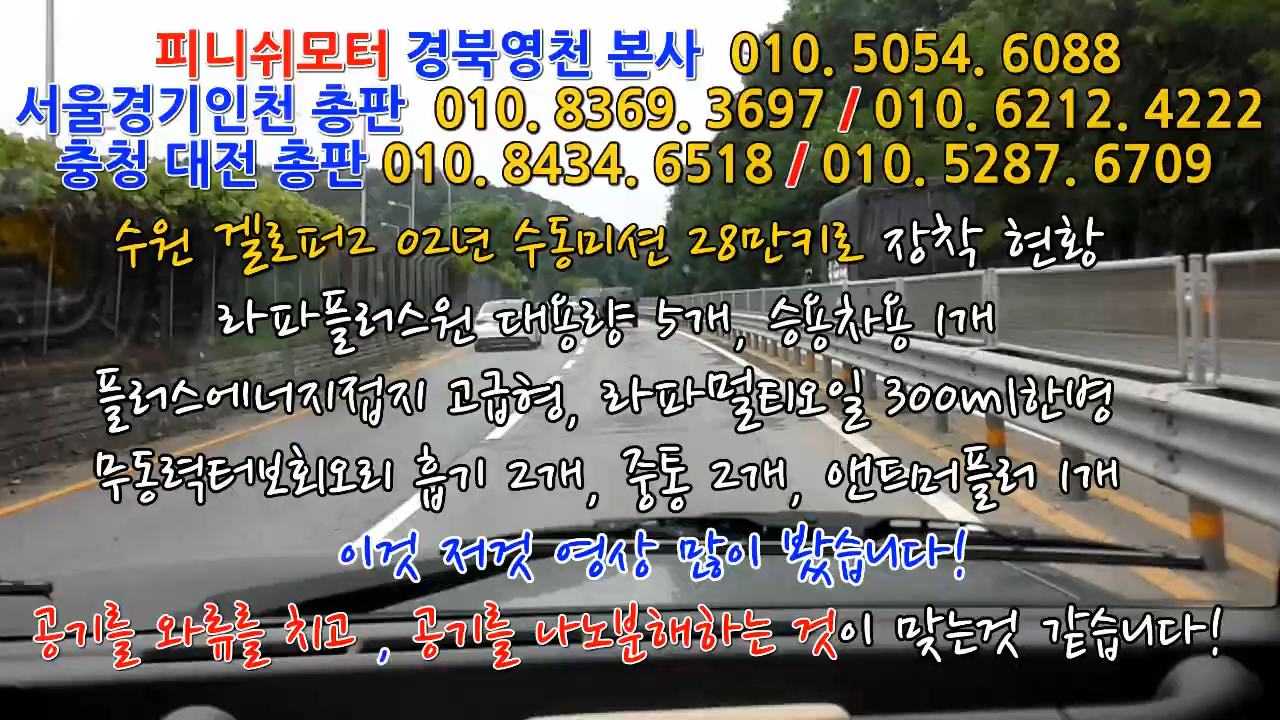 피니쉬모터 경북영천 본사 010. 5054. 6088
서울경기인천 총판 010. 8369. 3697 / 010. 6212. 4222
충청 대전 총판 010. 8434. 6518 / 010. 5287. 6709
수원 겔로퍼2 02년 수동미션 28만키로 장착 현황
라파플러스원 대용량 5개, 승용차용 1개
플러스에너지접지 고급형, 라파멀티오일 300ml한병
무동력터보회오리 흡기 2개, 중통 2개, 앤드머플러 1개
이것 저것 영상 많이 봤습니다!
공기를 와류를 치고 , 공기를 나노분해하는 것이 맞는것 같습니다!